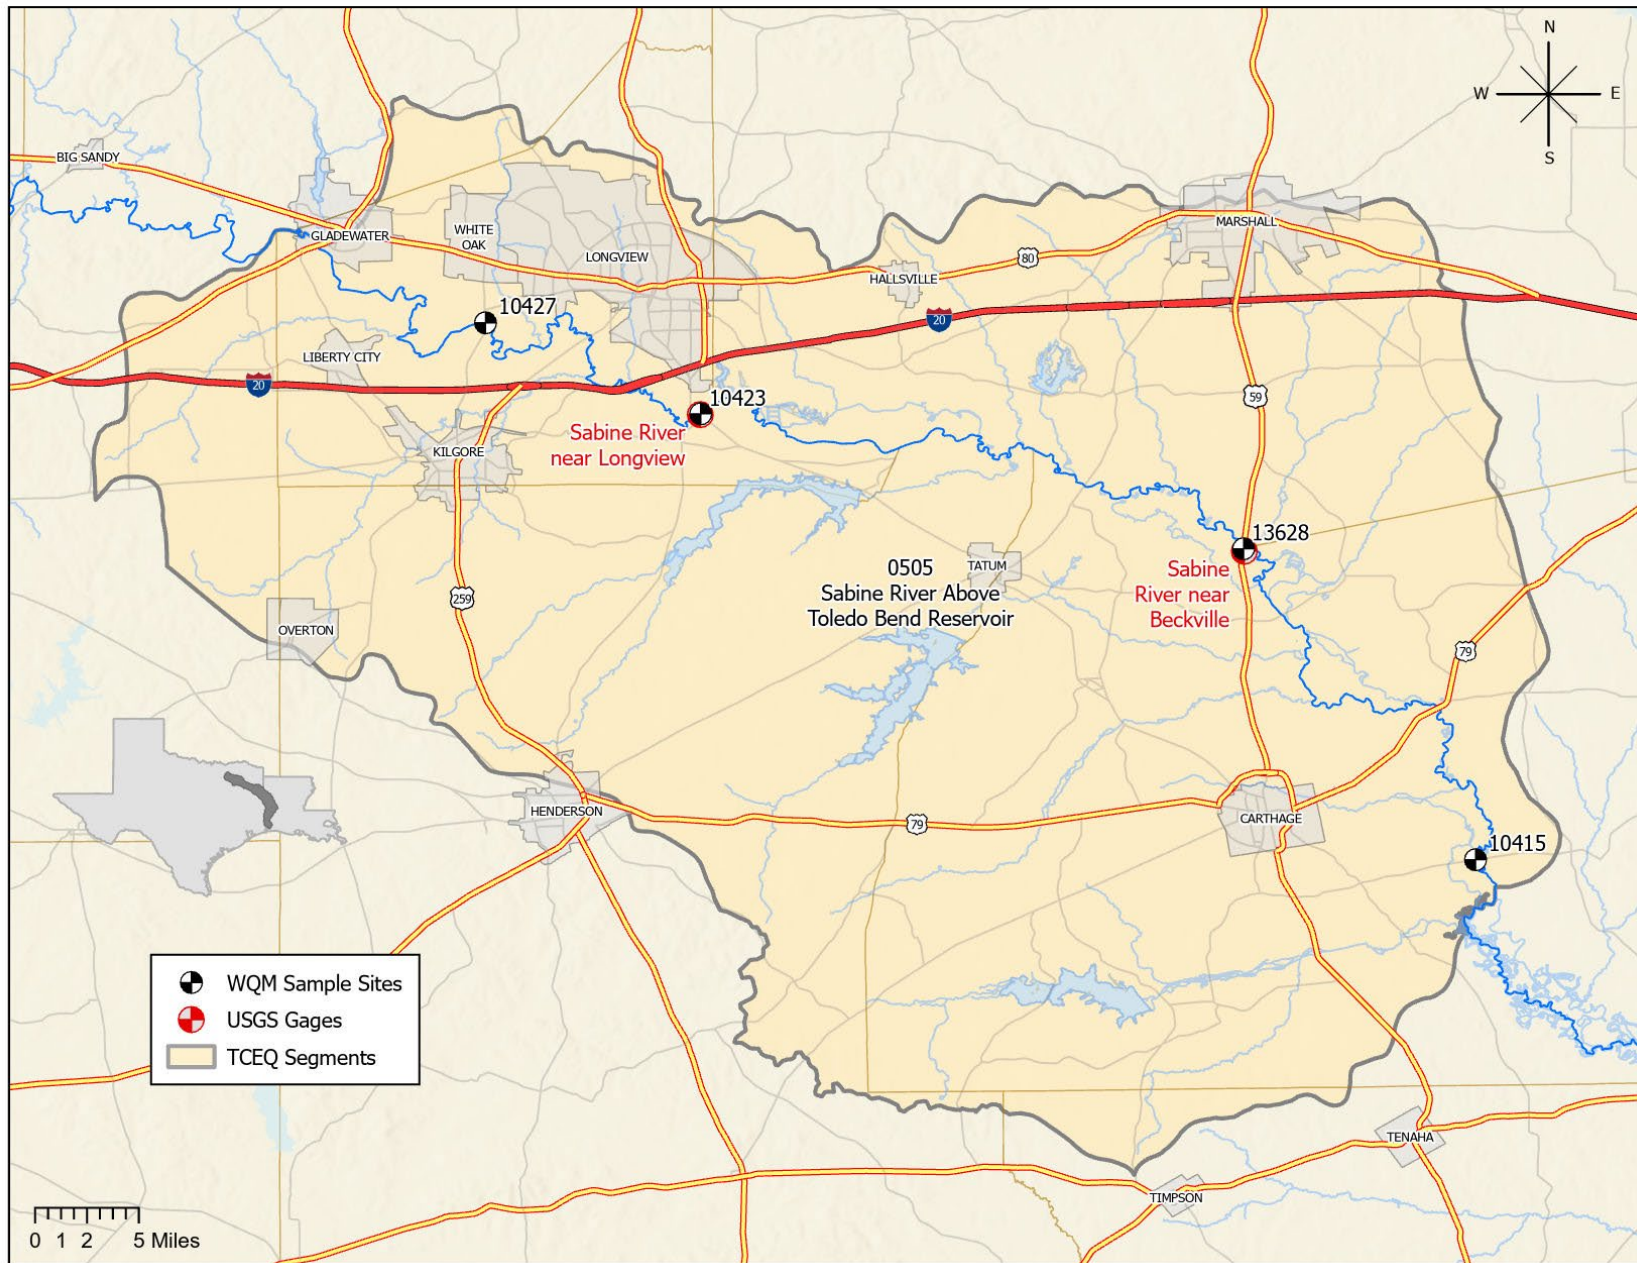 N
W E
S
BIG SANDY
GLADEWATER
WHITE
OAK
LONGVIEW
MARSHALL
HALLSVILLE
80
10427
20
LIBERTY CITY
20
59
10423
Sabine River
near Longview
KILGORE
13628
0505
Sabine River Above
Toledo Bend Reservoir
TATUM
Sabine
River near
Beckville
259
OVERTON
79
HENDERSON
79
CARTHAGE
10415
WQM Sample Sites
USGS Gages
TCEQ Segments
TENAHA
TIMPSON
0 1 2 5 Miles